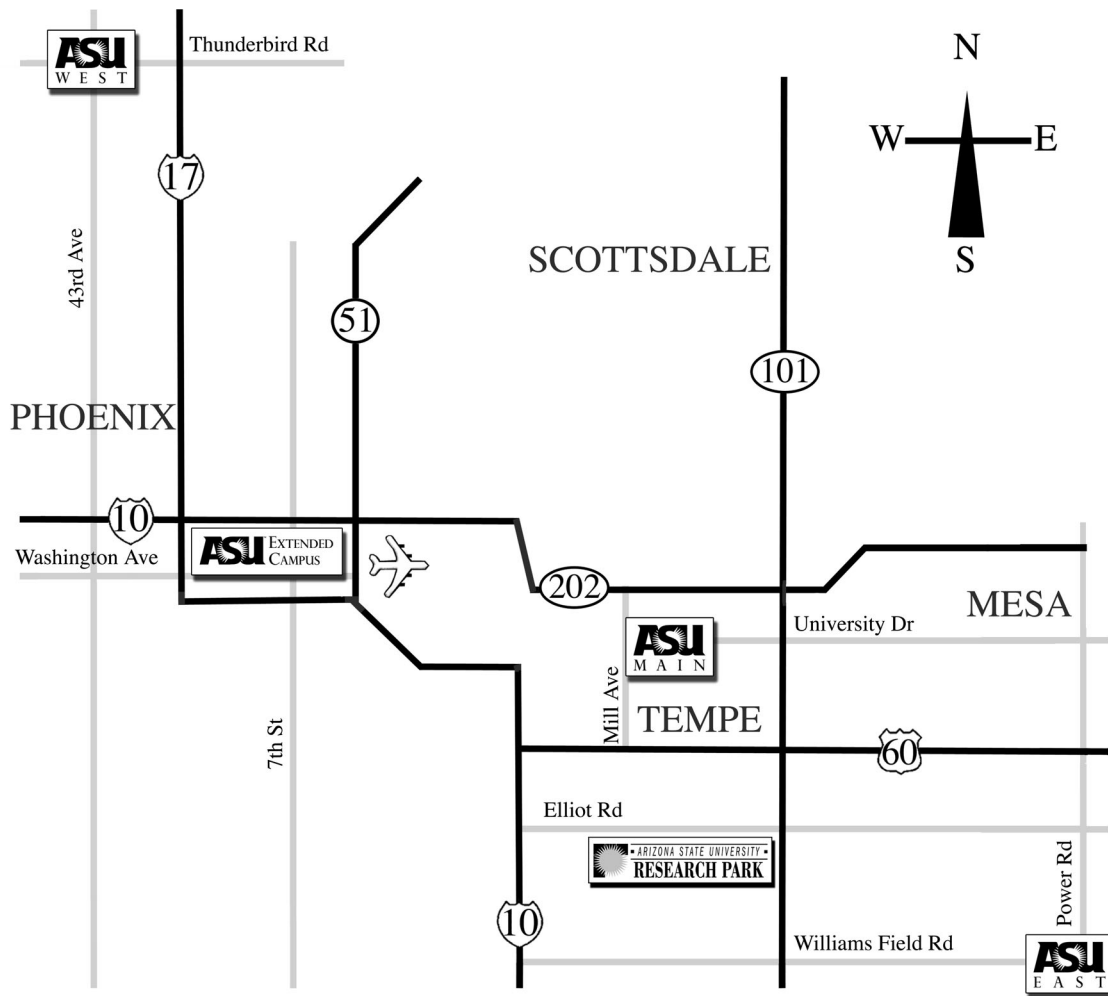 Thunderbird Rd
ASU
WEST
N
W E
S
17
43rd Ave
SCOTTSDALE
51
101
PHOENIX
10
ASU EXTENDED
CAMPUS
Washington Ave
202
MESA
University Dr
ASU
MAIN
Mill Ave
TEMPE
7th St
60
Elliot Rd
ARIZONA STATE UNIVERSITY
RESEARCH PARK
Power Rd
10
Williams Field Rd
ASU
EAST